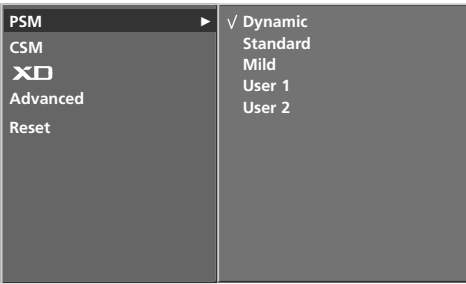 PSM ► √ Dynamic
CSM Standard
XD Mild
Advanced User 1
Reset User 2